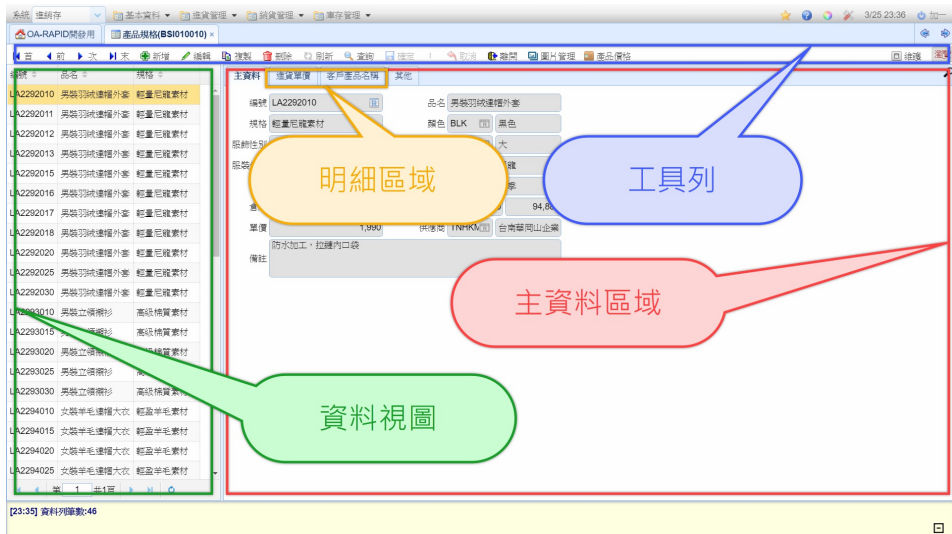 系統 進銷存 基本資料 進貨管理 銷貨管理 庫存管理 3/25 23:36
OA-RAPID開發用 產品規格(BSI010010) ×
首 前 次 末 新增 編輯 複製 刪除 刷新 查詢 確定 取消 離開 圖片管理 產品價格 維護
編號 品名 規格
LA2292010 男裝羽絨連帽外套 輕量尼龍素材
LA2292011 男裝羽絨連帽外套 輕量尼龍素材
LA2292012 男裝羽絨連帽外套 輕量尼龍素材
LA2292013 男裝羽絨連帽外套 輕量尼龍素材
LA2292015 男裝羽絨連帽外套 輕量尼龍素材
LA2292016 男裝羽絨連帽外套 輕量尼龍素材
LA2292017 男裝羽絨連帽外套 輕量尼龍素材
LA2292018 男裝羽絨連帽外套 輕量尼龍素材
LA2292020 男裝羽絨連帽外套 輕量尼龍素材
LA2292025 男裝羽絨連帽外套 輕量尼龍素材
LA2292030 男裝羽絨連帽外套 輕量尼龍素材
LA2293010 男裝立領襯衫 高級棉質素材
LA2293015 男裝立領襯衫 高級棉質素材
LA2293020 男裝立領襯衫 高級棉質素材
LA2293025 男裝立領襯衫
LA2293030 男裝立領襯衫 高級棉質素材
LA2294010 女裝羊毛連帽大衣 輕盈羊毛素材
LA2294015 女裝羊毛連帽大衣 輕盈羊毛素材
LA2294020 女裝羊毛連帽大衣 輕盈羊毛素材
LA2294025 女裝羊毛連帽大衣 輕盈羊毛素材
第 1 共1頁
主資料 進貨單價 客戶產品名稱 其他
編號 LA2292010 品名 男裝羽絨連帽外套
規格 輕量尼龍素材 顏色 BLK 黑色
服飾性別 大
服裝
94,88
單價 1,990 供應商 TNHKM 台南華岡山企業
備註 防水加工，拉鏈內口袋
明細區域
工具列
主資料區域
資料視圖
[23:35] 資料列筆數:46